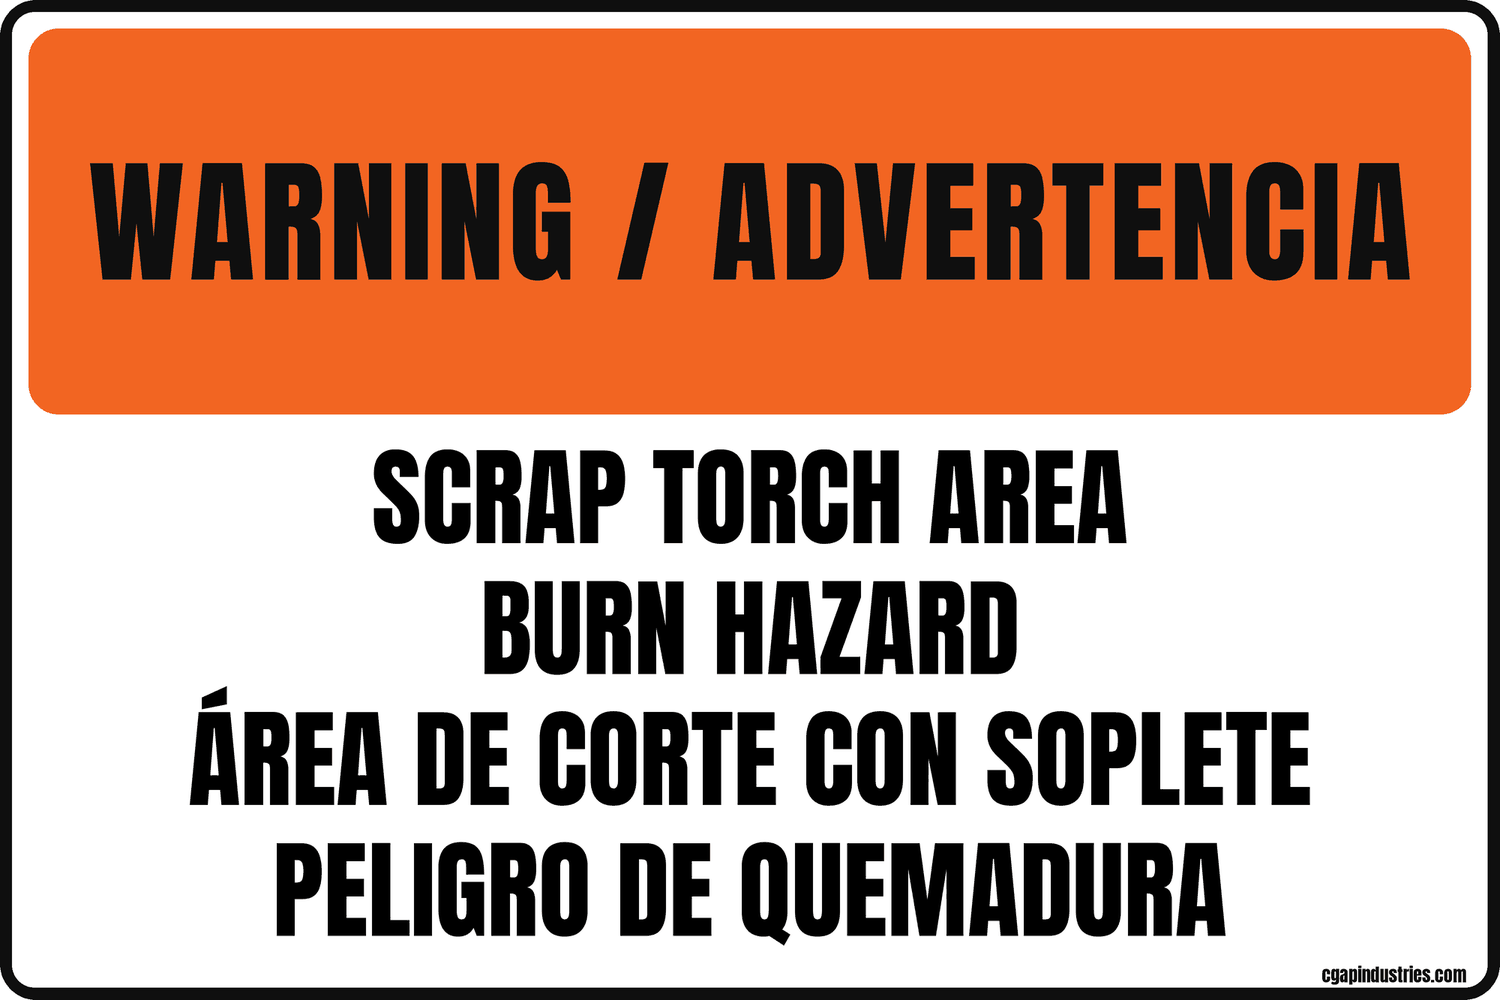 WARNING / ADVERTENCIA
SCRAP TORCH AREA
BURN HAZARD
ÁREA DE CORTE CON SOPLETE
PELIGRO DE QUEMADURA
cgapindustries.com